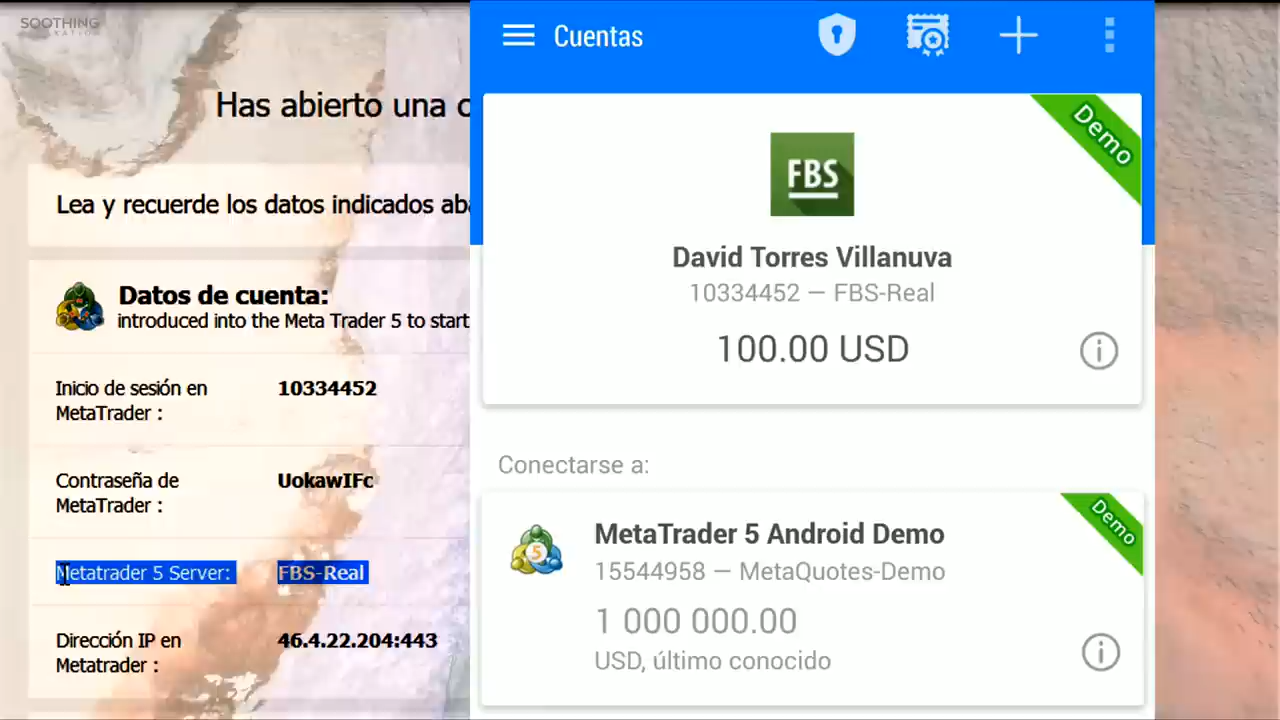 SOOTHING
Has abierto una c
Lea y recuerde los datos indicados aba
Datos de cuenta:
introduced into the Meta Trader 5 to start
Inicio de sesión en
MetaTrader :
10334452
Contraseña de
MetaTrader :
UokawIFc
Metatrader 5 Server:
FBS-Real
Dirección IP en
Metatrader :
46.4.22.204:443
Cuentas
Demo
FBS
David Torres Villanuva
10334452 — FBS-Real
100.00 USD
Conectarse a:
Demo
5
MetaTrader 5 Android Demo
15544958 — MetaQuotes-Demo
1 000 000.00
USD, último conocido